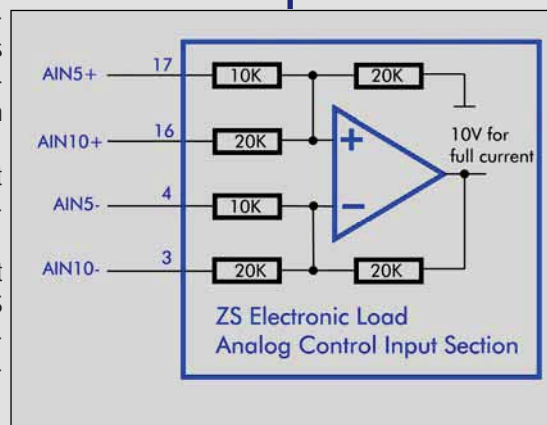 AIN5+ 17 10K 20K
AIN10+ 16 20K
10V for
full current
AIN5- 4 10K
AIN10- 3 20K 20K
+
−
ZS Electronic Load
Analog Control Input Section